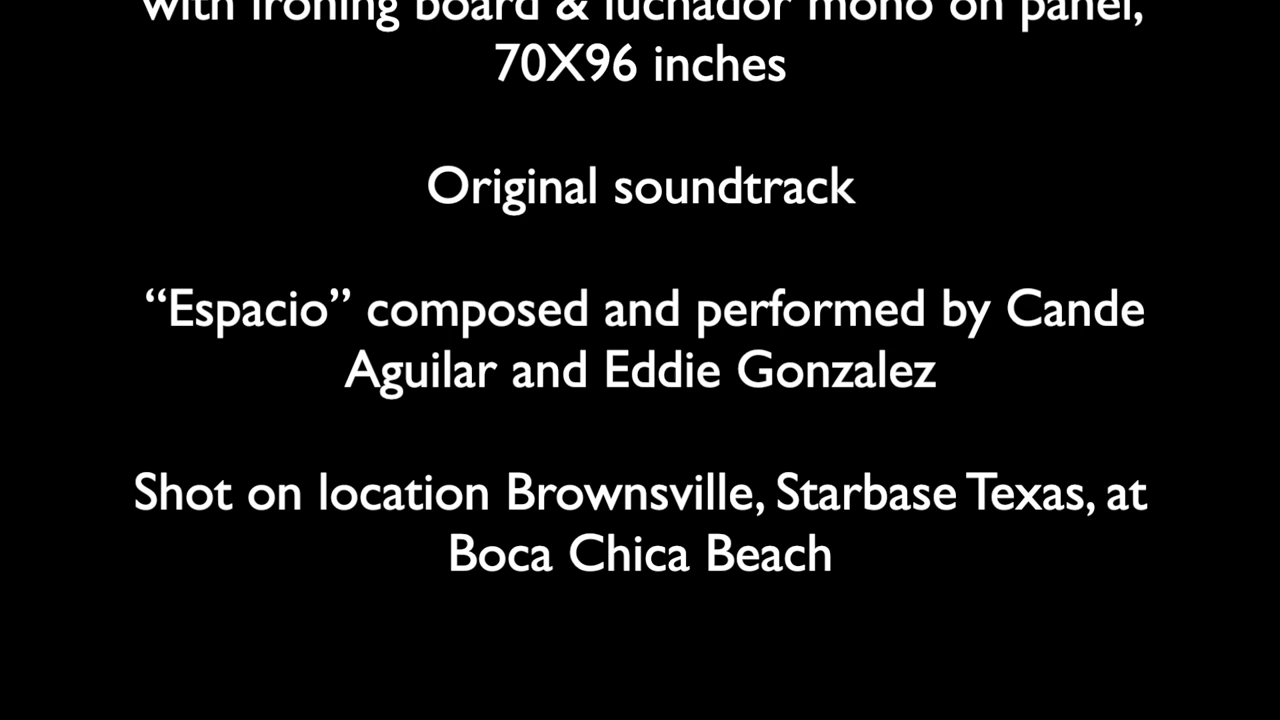 with ironing board & luchador mono on panel,
70X96 inches
Original soundtrack
“Espacio” composed and performed by Cande
Aguilar and Eddie Gonzalez
Shot on location Brownsville, Starbase Texas, at
Boca Chica Beach